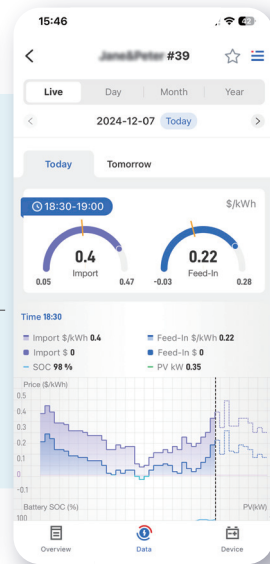 15:46
#39
Live Day Month Year
2024-12-07 Today
Today Tomorrow
18:30-19:00 $/kWh
0.4 0.22
Import Feed-In
0.05 0.47 -0.03 0.28
Time 18:30
Import $/kWh 0.4 Feed-In $/kWh 0.22
Import $ 0 Feed-In $ 0
SOC 98 % PV kW 0.35
Price ($/kWh)
0.5
0.4
0.3
0.2
0.1
0
-0.1
Battery SOC (%) PV(kW)
100
Overview Data Device